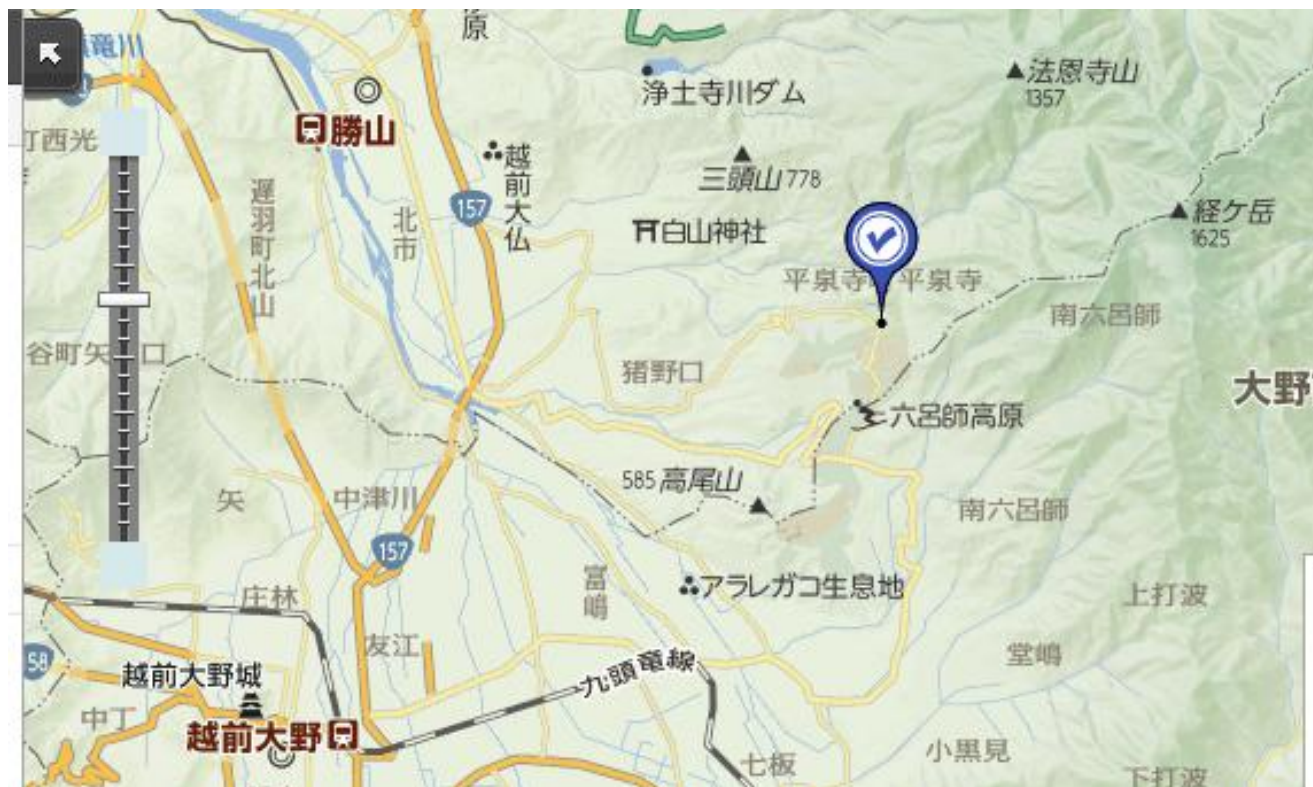 原
竜川
浄土寺川ダム
法恩寺山
1357
勝山
町西光
越前大仏
三頭山 778
157
遅羽町北山
北市
白山神社
経ケ岳
1625
平泉寺
平泉寺
南六呂師
谷町矢
口
猪野口
大野
六呂師高原
585 高尾山
矢
中津川
南六呂師
157
富嶋
アラレガコ生息地
庄林
上打波
友江
堂嶋
58
越前大野城
九頭竜線
中丁
越前大野
小黒見
七板
下打波